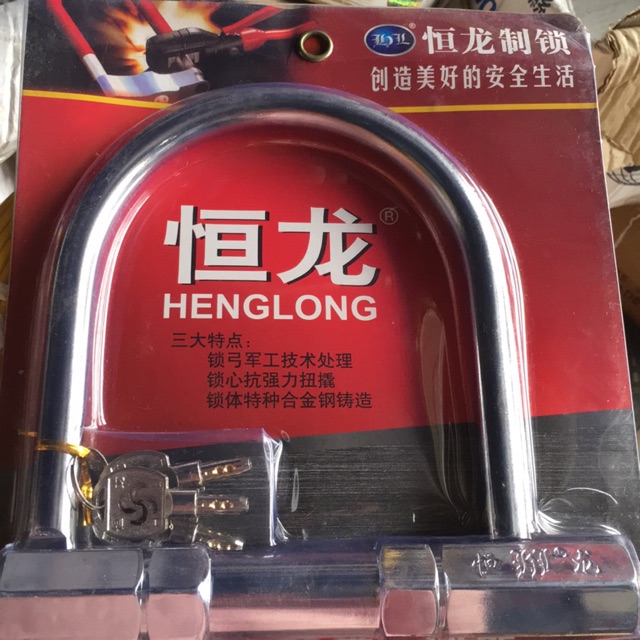 恒龙制锁
创造美好的安全生活
恒龙®
HENGLONG
三大特点：
锁弓军工技术处理
锁心抗强力扭撬
锁体特种合金钢铸造